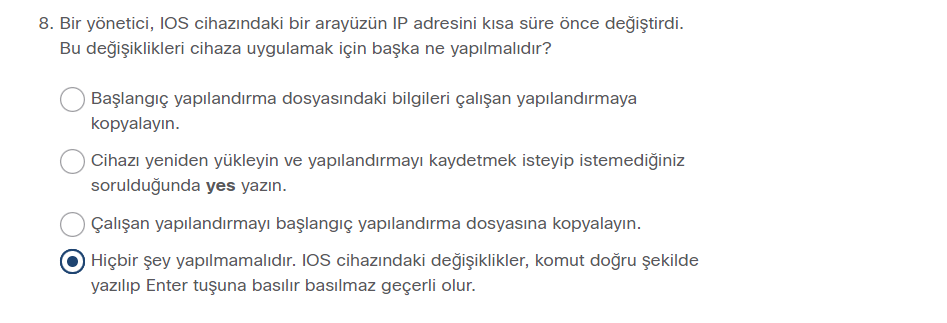 8. Bir yönetici, IOS cihazındaki bir arayüzün IP adresini kısa süre önce değiştirdi.
Bu değişiklikleri cihaza uygulamak için başka ne yapılmalıdır?
Başlangıç yapılandırma dosyasındaki bilgileri çalışan yapılandırmaya
kopyalayın.
Cihazı yeniden yükleyin ve yapılandırmayı kaydetmek isteyip istemediğiniz
sorulduğunda yes yazın.
Çalışan yapılandırmayı başlangıç yapılandırma dosyasına kopyalayın.
Hiçbir şey yapılmamalıdır. IOS cihazındaki değişiklikler, komut doğru şekilde
yazılıp Enter tuşuna basılır basılmaz geçerli olur.